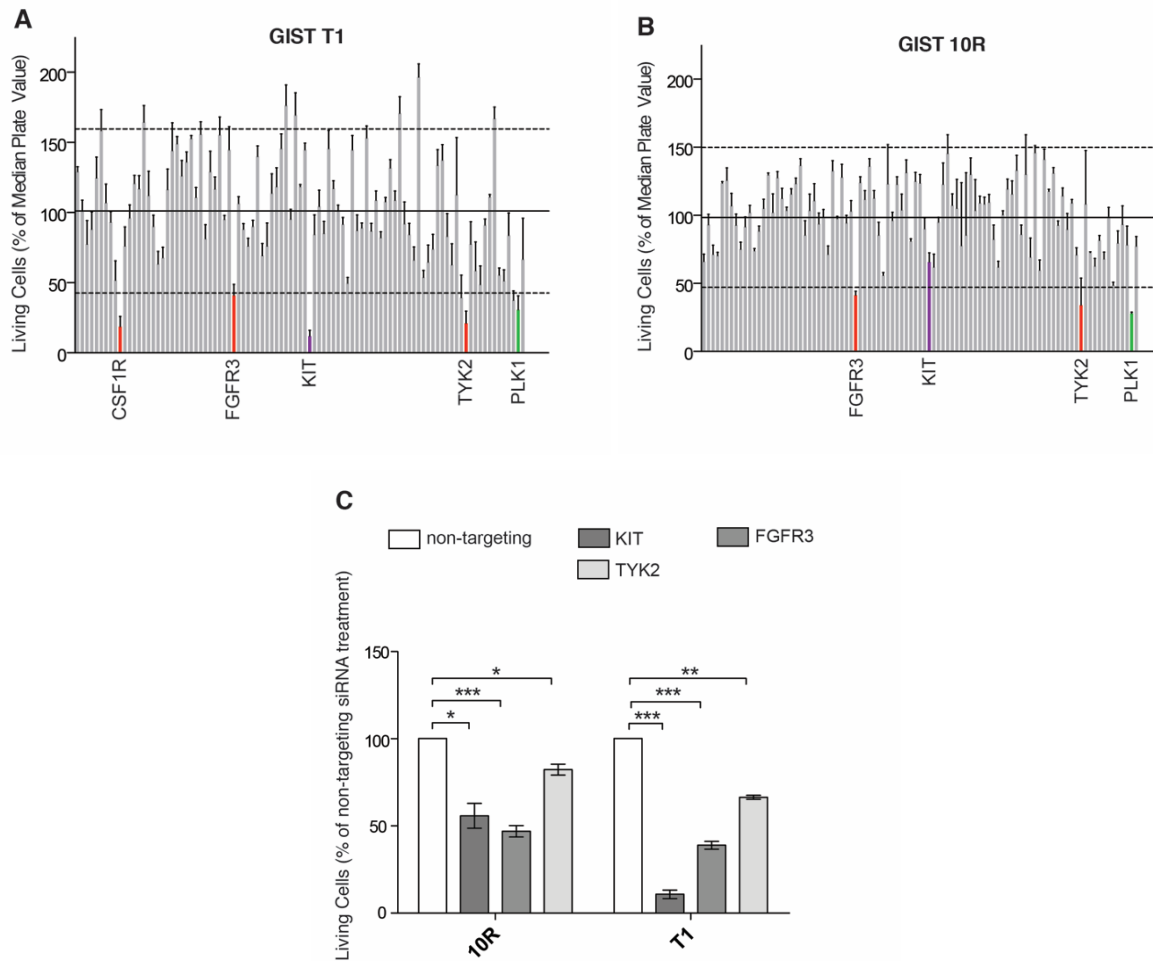 A
GIST T1
Living Cells (% of Median Plate Value)
200
150
100
50
0
CSF1R
FGFR3
KIT
TYK2
PLK1
B
GIST 10R
Living Cells (% of Median Plate Value)
200
150
100
50
0
FGFR3
KIT
TYK2
PLK1
C
non-targeting
KIT
FGFR3
TYK2
Living Cells (% of non-targeting siRNA treatment)
150
100
50
0
*
***
*
**
***
***
10R
T1